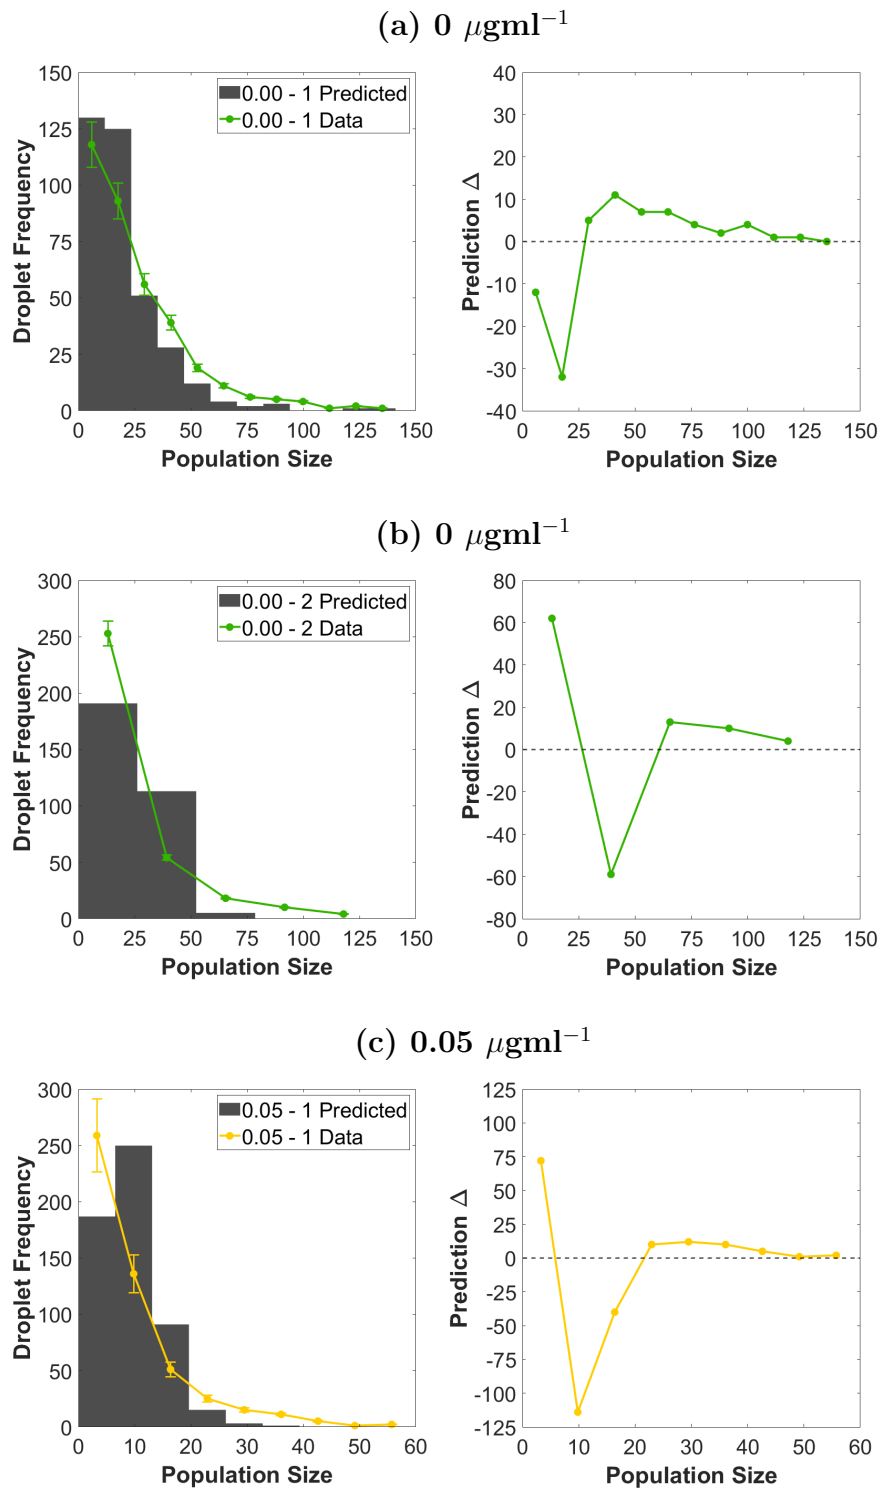 (a) 0 μgml⁻¹
150
125
100
75
50
25
0
Droplet Frequency
0.00 - 1 Predicted
0.00 - 1 Data
0 25 50 75 100 125 150
Population Size
40
30
20
10
0
-10
-20
-30
-40
Prediction Δ
0 25 50 75 100 125 150
Population Size
(b) 0 μgml⁻¹
300
250
200
150
100
50
0
Droplet Frequency
0.00 - 2 Predicted
0.00 - 2 Data
0 25 50 75 100 125 150
Population Size
80
60
40
20
0
-20
-40
-60
-80
Prediction Δ
0 25 50 75 100 125 150
Population Size
(c) 0.05 μgml⁻¹
300
250
200
150
100
50
0
Droplet Frequency
0.05 - 1 Predicted
0.05 - 1 Data
0 10 20 30 40 50 60
Population Size
125
100
75
50
25
0
-25
-50
-75
-100
-125
Prediction Δ
0 10 20 30 40 50 60
Population Size